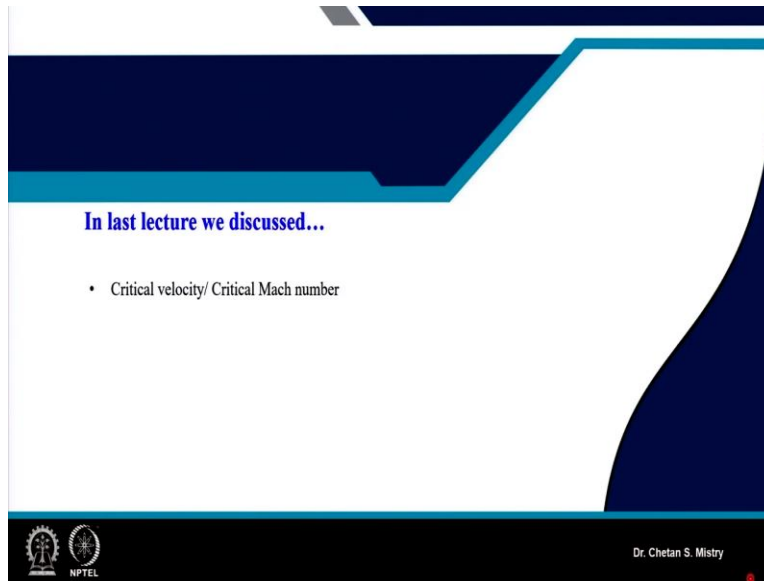 In last lecture we discussed…
• Critical velocity/ Critical Mach number
NPTEL
Dr. Chetan S. Mistry